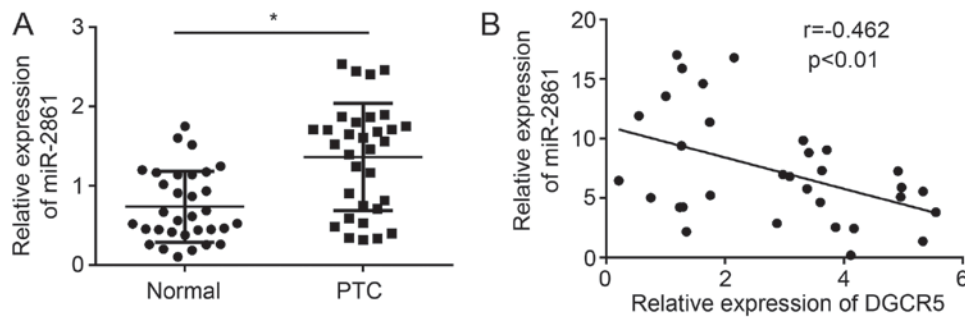 A
Relative expression
of miR-2861
3
2
1
0
*
Normal
PTC
B
Relative expression
of miR-2861
20
15
10
5
0
r=-0.462
p<0.01
0
2
4
6
Relative expression of DGCR5